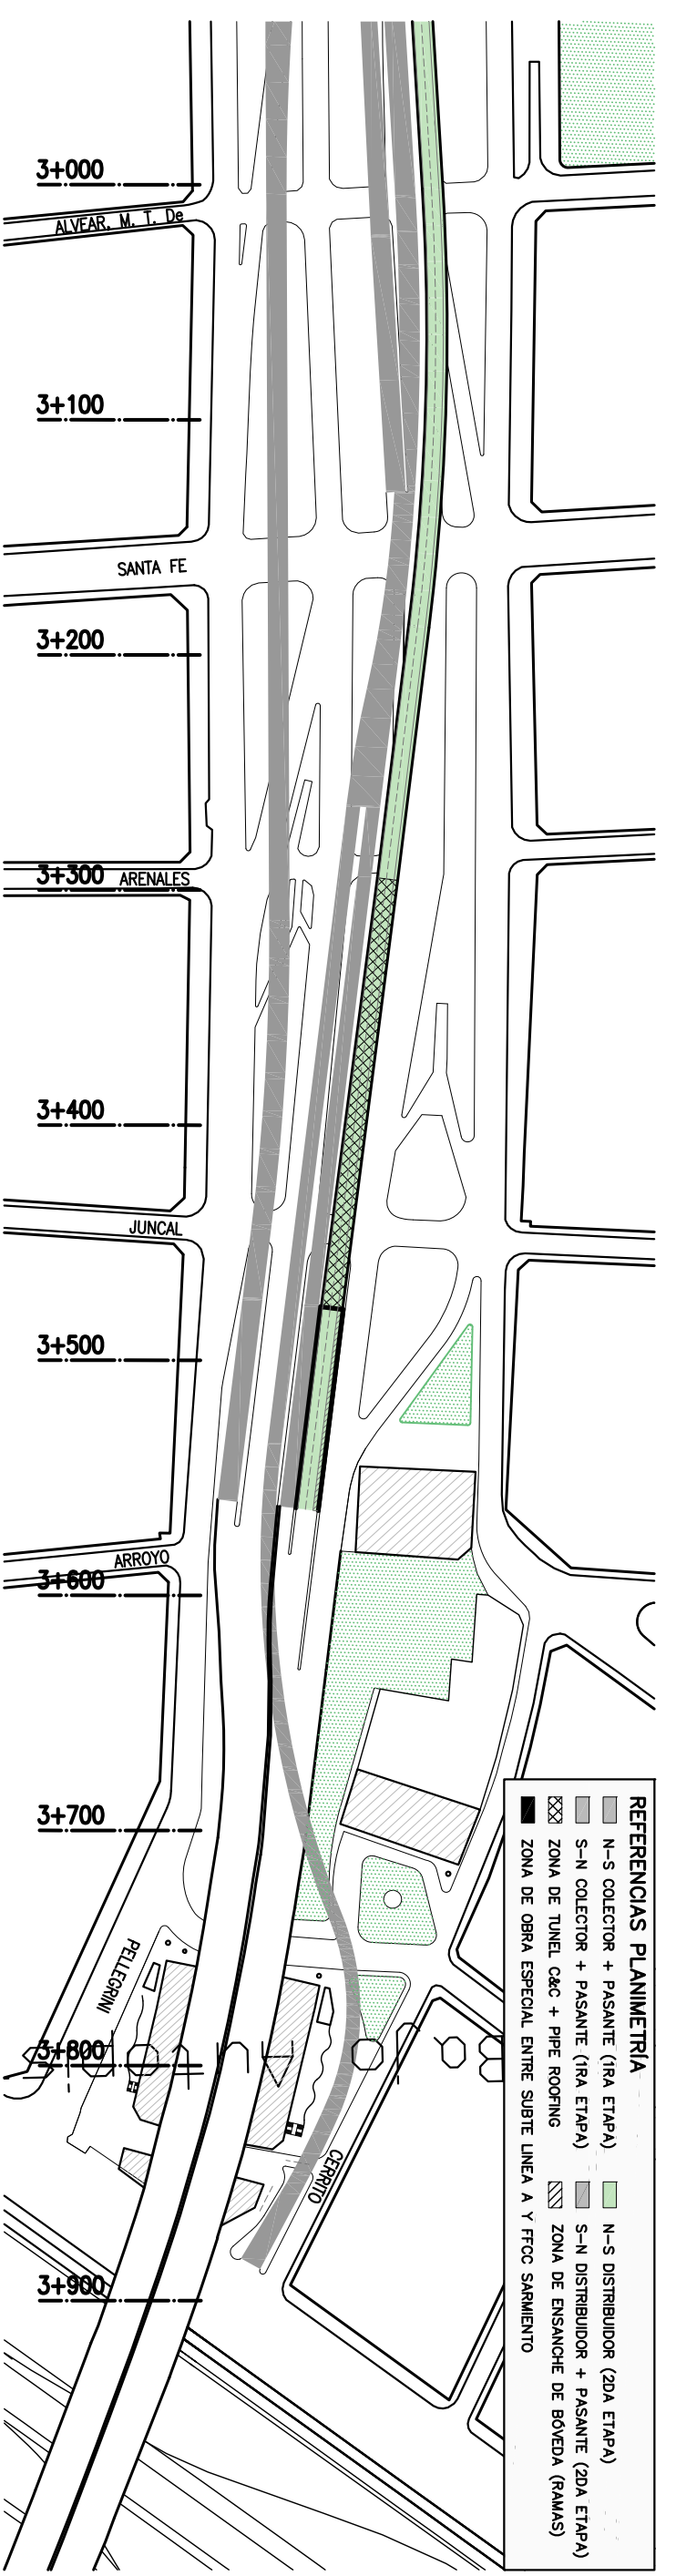 3+000
ALVEAR, M. T. De
3+100
SANTA FE
3+200
3+300 ARENALES
3+400
JUNCAL
3+500
ARROYO
3+600
3+700
PELLEGRINI
3+800
CERRITO
3+900
REFERENCIAS PLANIMETRÍA
N-S COLECTOR + PASANTE (1RA ETAPA)
N-S DISTRIBUIDOR (2DA ETAPA)
S-N COLECTOR + PASANTE (1RA ETAPA)
S-N DISTRIBUIDOR + PASANTE (2DA ETAPA)
ZONA DE TUNEL C&C + PIPE ROOFING
ZONA DE ENSANCHE DE BÓVEDA (RAMAS)
ZONA DE OBRA ESPECIAL ENTRE SUBTE LINEA A Y FFCC SARMIENTO